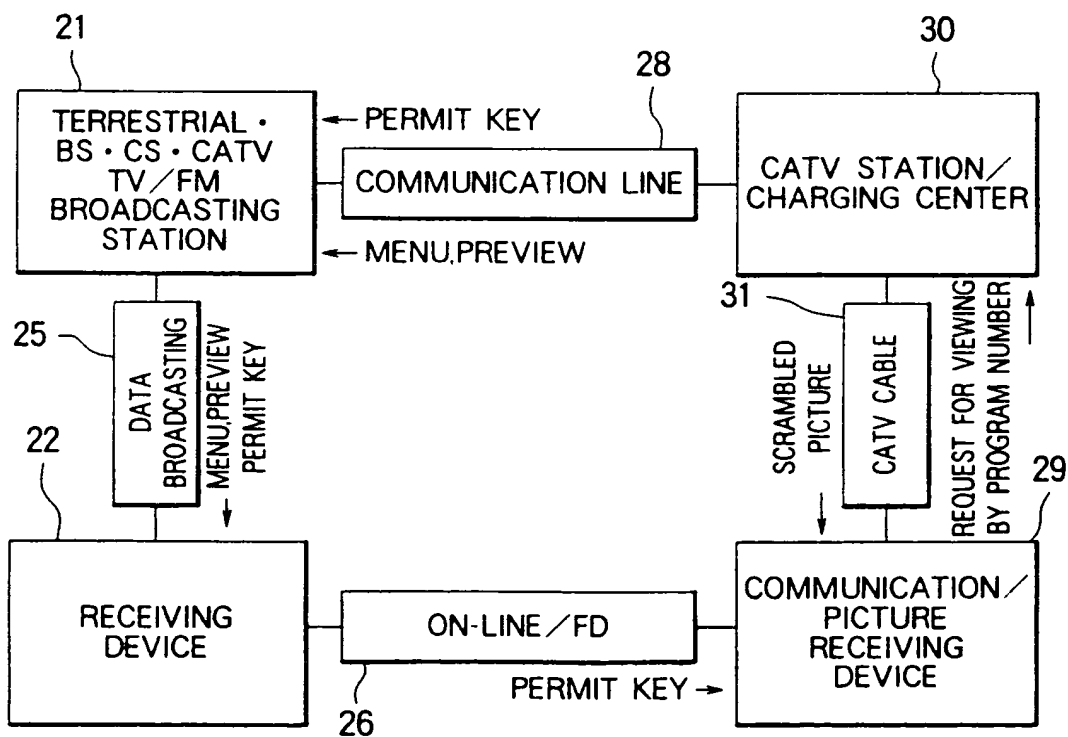 21
30
28
TERRESTRIAL・
BS・CS・CATV
TV/FM
BROADCASTING
STATION
← PERMIT KEY
COMMUNICATION LINE
← MENU,PREVIEW
CATV STATION/
CHARGING CENTER
25
DATA
BROADCASTING
MENU,PREVIEW
PERMIT KEY
↓
31
SCRAMBLED
PICTURE
↓
CATV CABLE
REQUEST FOR VIEWING
BY PROGRAM NUMBER
↑
22
29
RECEIVING
DEVICE
ON-LINE/FD
26
PERMIT KEY →
COMMUNICATION/
PICTURE
RECEIVING
DEVICE